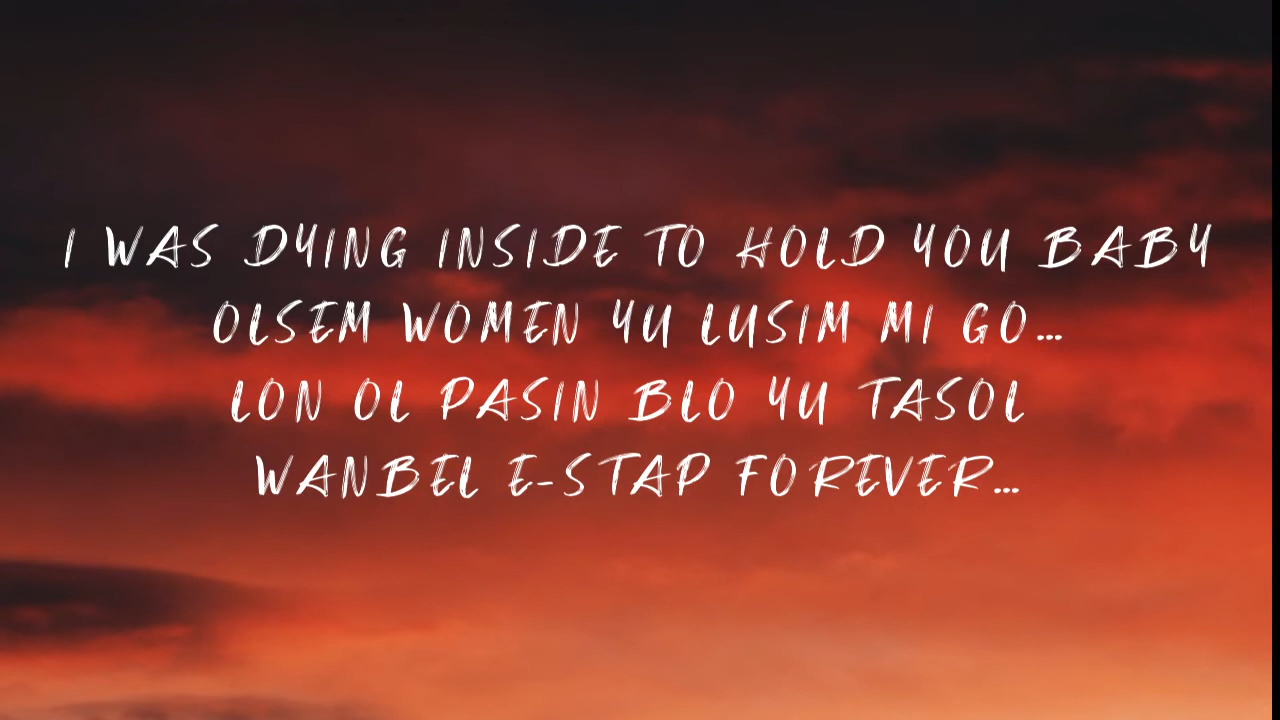 I WAS DYING INSIDE TO HOLD YOU BABY
OLSEM WOMEN YU LUSIM MI GO...
LON OL PASIN BLO YU TASOL
WANBEL E-STAP FOREVER...